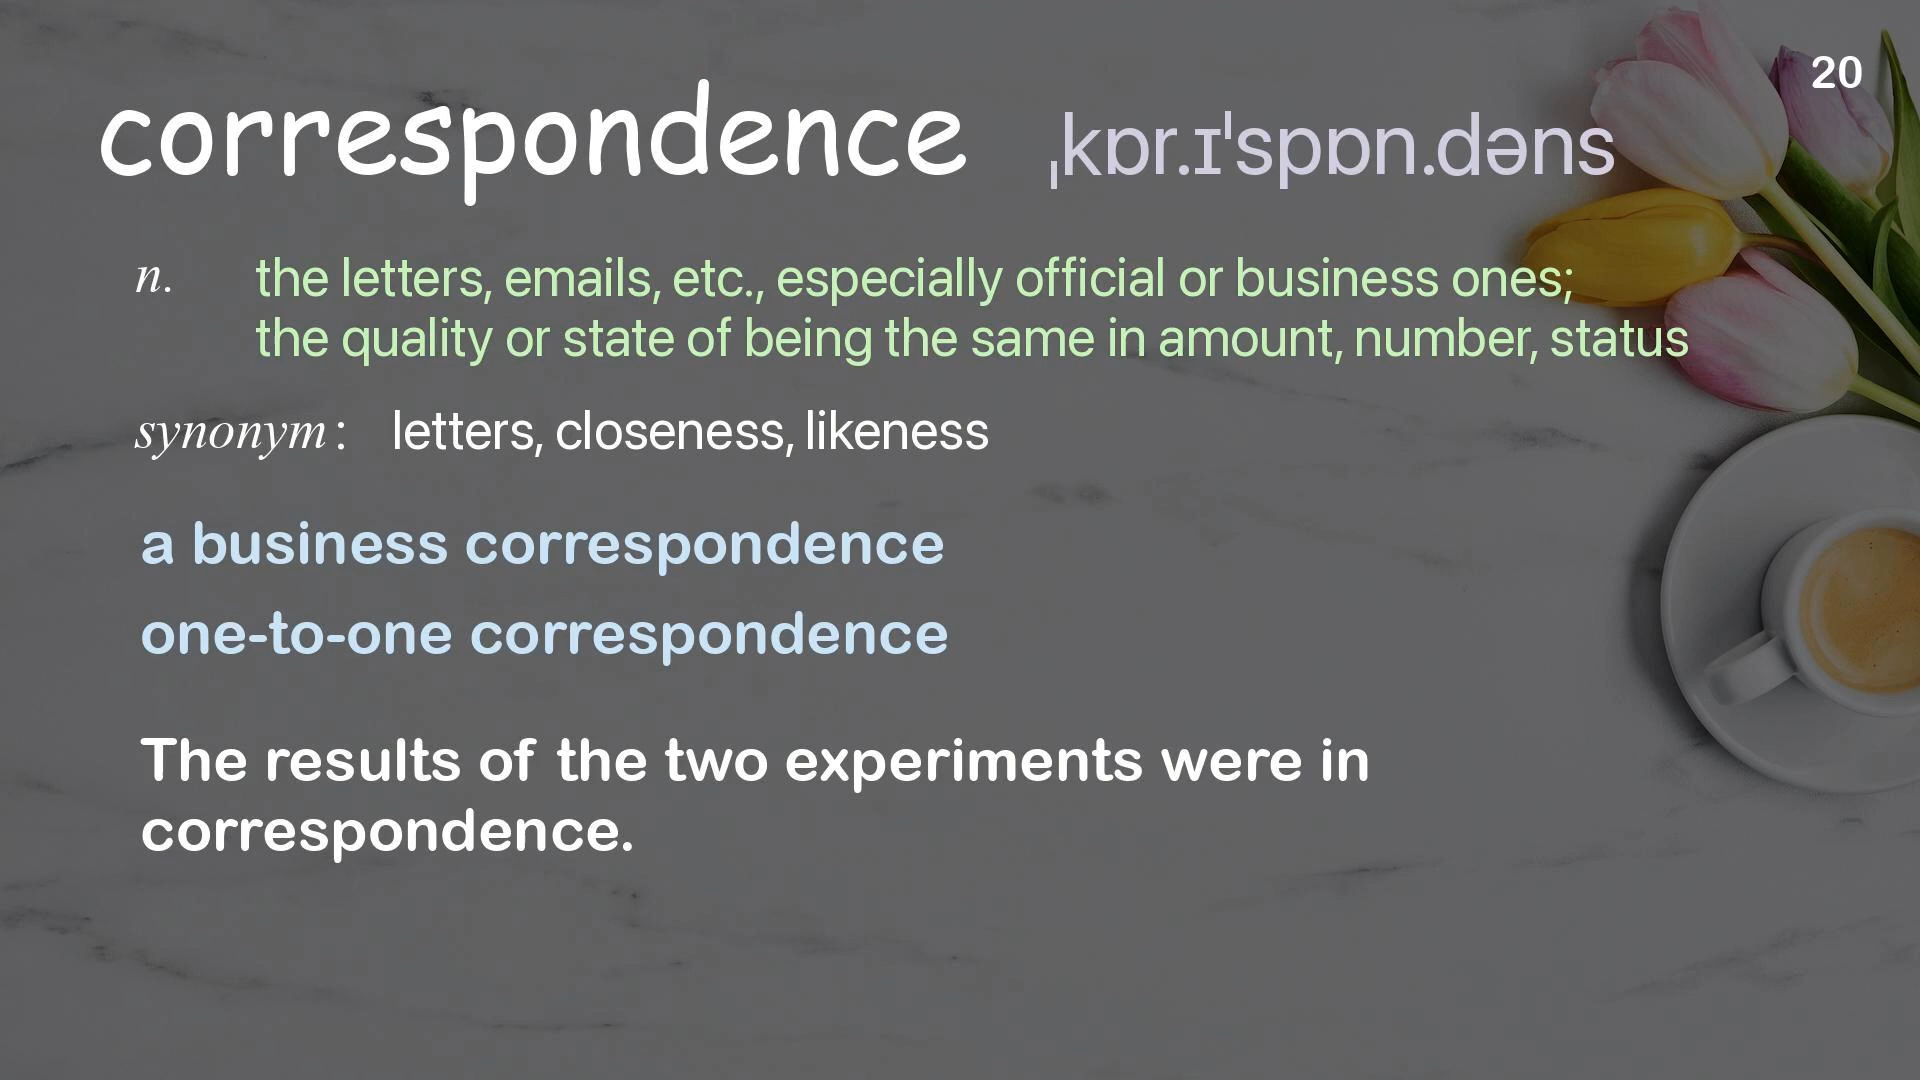 20
correspondence ˌkɒr.ɪˈspɒn.dəns
n. the letters, emails, etc., especially official or business ones;
the quality or state of being the same in amount, number, status
synonym: letters, closeness, likeness
a business correspondence
one-to-one correspondence
The results of the two experiments were in
correspondence.